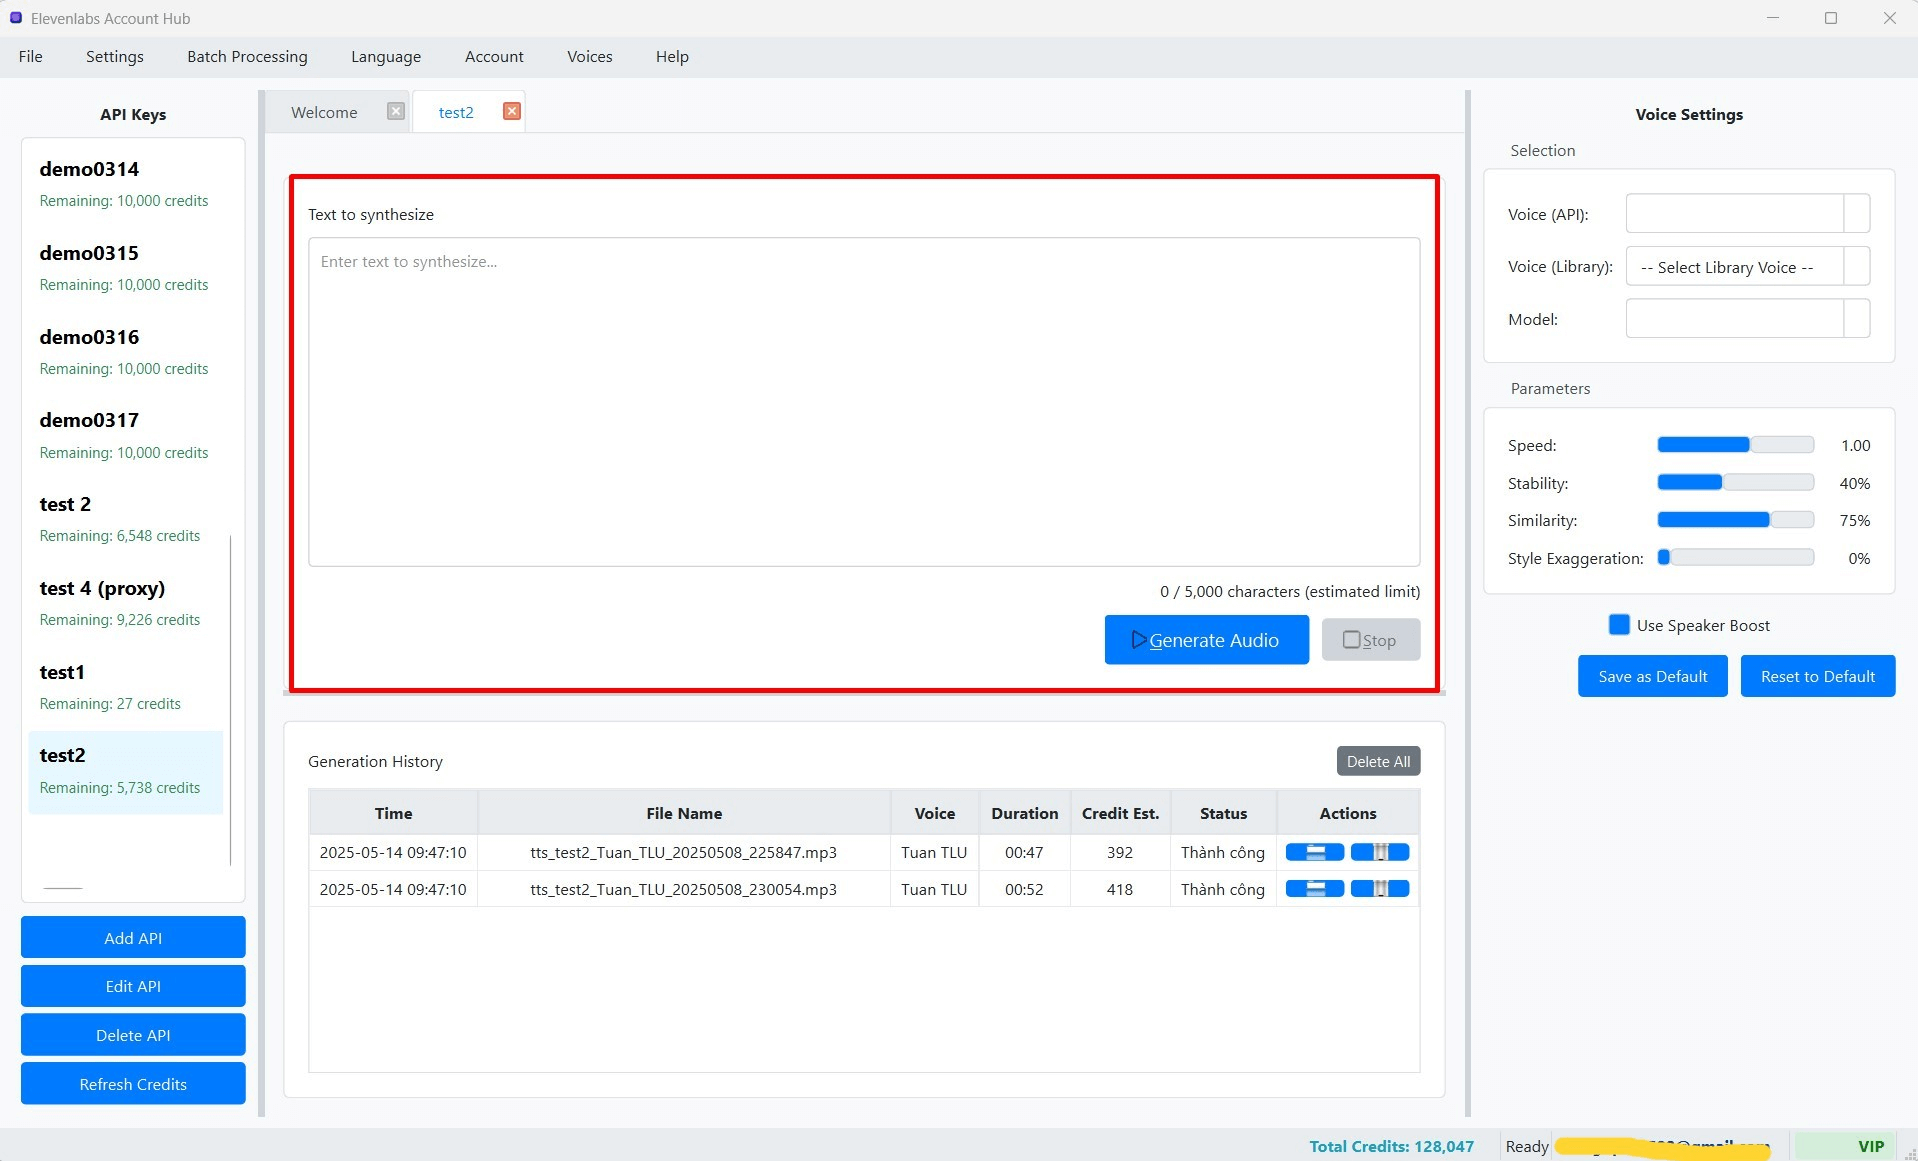 Elevenlabs Account Hub
File Settings Batch Processing Language Account Voices Help
API Keys
demo0314
Remaining: 10,000 credits
demo0315
Remaining: 10,000 credits
demo0316
Remaining: 10,000 credits
demo0317
Remaining: 10,000 credits
test 2
Remaining: 6,548 credits
test 4 (proxy)
Remaining: 9,226 credits
test1
Remaining: 27 credits
test2
Remaining: 5,738 credits
Add API
Edit API
Delete API
Refresh Credits
Welcome test2
Text to synthesize
Enter text to synthesize...
0 / 5,000 characters (estimated limit)
Generate Audio Stop
Generation History Delete All
Time File Name Voice Duration Credit Est. Status Actions
2025-05-14 09:47:10 tts_test2_Tuan_TLU_20250508_225847.mp3 Tuan TLU 00:47 392 Thành công
2025-05-14 09:47:10 tts_test2_Tuan_TLU_20250508_230054.mp3 Tuan TLU 00:52 418 Thành công
Voice Settings
Selection
Voice (API):
Voice (Library): -- Select Library Voice --
Model:
Parameters
Speed: 1.00
Stability: 40%
Similarity: 75%
Style Exaggeration: 0%
Use Speaker Boost
Save as Default Reset to Default
Total Credits: 128,047 Ready VIP